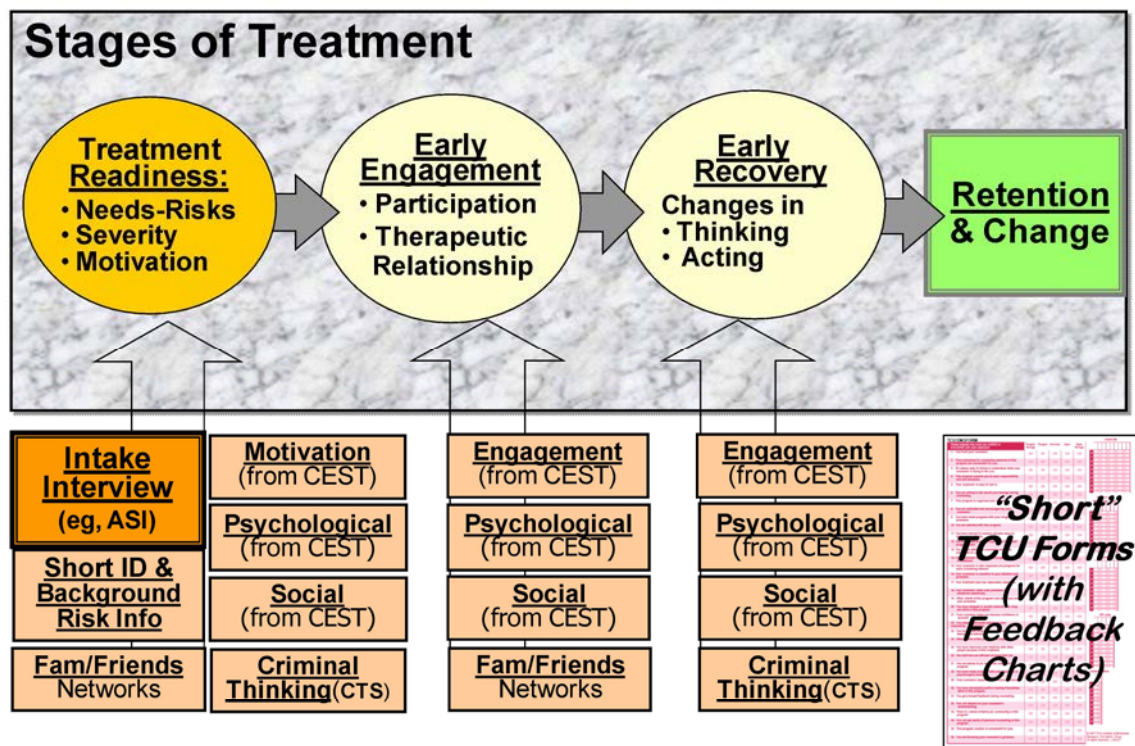 Stages of Treatment
Treatment
Readiness:
• Needs-Risks
• Severity
• Motivation
Early
Engagement
• Participation
• Therapeutic
Relationship
Early
Recovery
Changes in
• Thinking
• Acting
Retention
& Change
Intake
Interview
(eg, ASI)
Short ID &
Background
Risk Info
Fam/Friends
Networks
Motivation
(from CEST)
Psychological
(from CEST)
Social
(from CEST)
Criminal
Thinking(CTS)
Engagement
(from CEST)
Psychological
(from CEST)
Social
(from CEST)
Fam/Friends
Networks
Engagement
(from CEST)
Psychological
(from CEST)
Social
(from CEST)
Criminal
Thinking(CTS)
“Short”
TCU Forms
(with
Feedback
Charts)